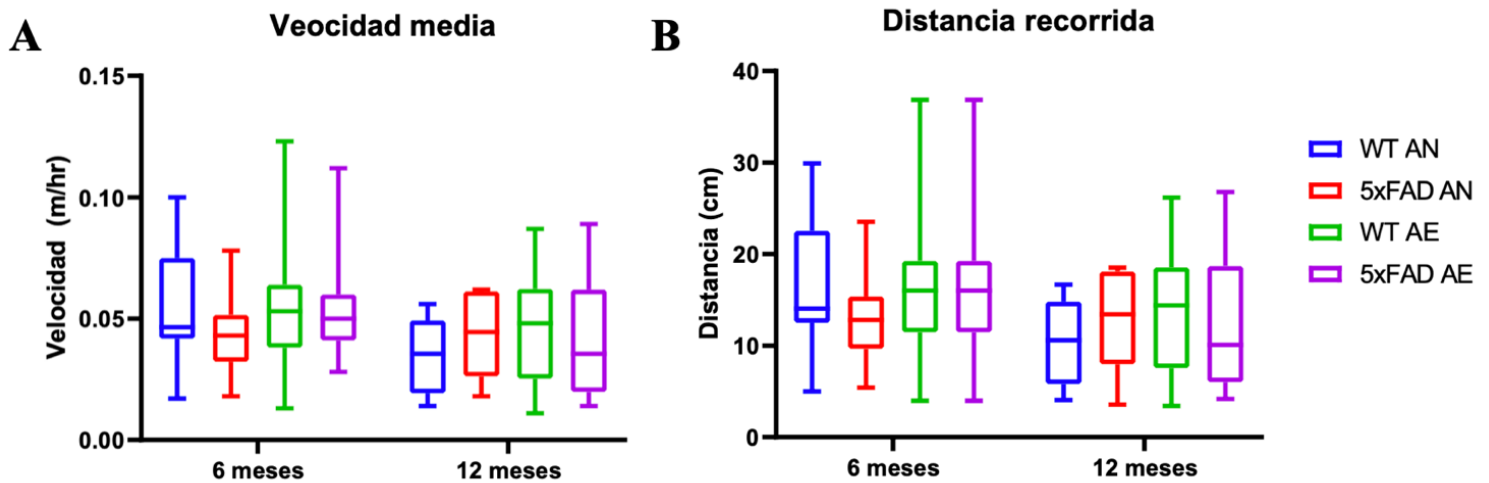 A
Veocidad media
Velocidad (m/hr)
0.15
0.10
0.05
0.00
6 meses
12 meses
B
Distancia recorrida
Distancia (cm)
40
30
20
10
0
6 meses
12 meses
WT AN
5xFAD AN
WT AE
5xFAD AE